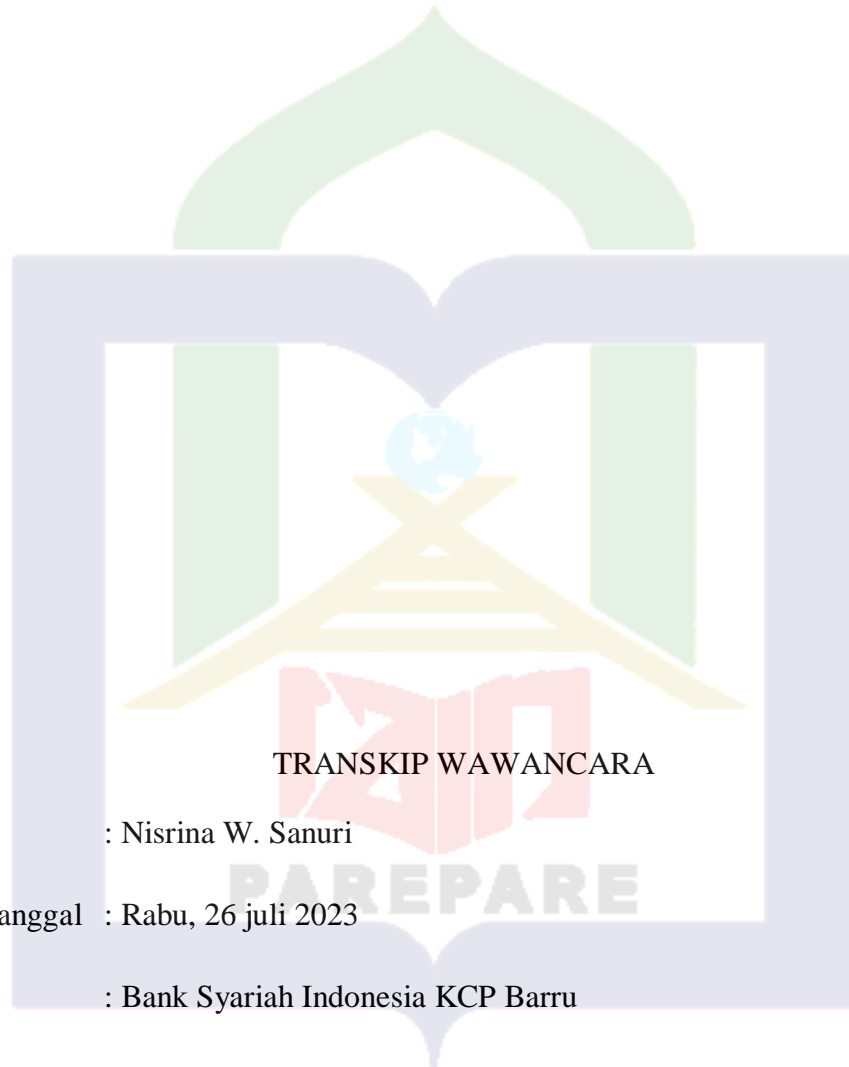 TRANSKIP WAWANCARA
: Nisrina W. Sanuri
PAREPARE
anggal : Rabu, 26 juli 2023
: Bank Syariah Indonesia KCP Barru